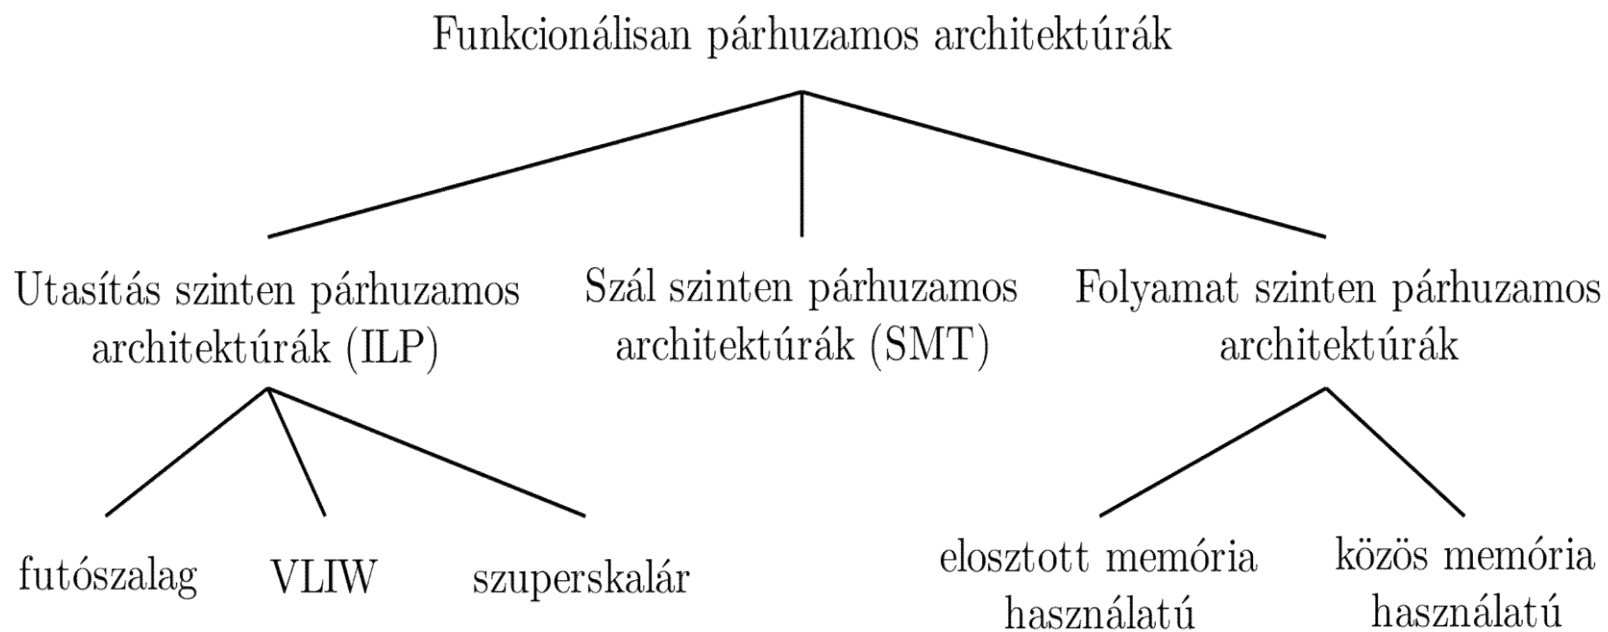 Funkcionálisan párhuzamos architektúrák
Utasítás szinten párhuzamos
architektúrák (ILP)
Szál szinten párhuzamos
architektúrák (SMT)
Folyamat szinten párhuzamos
architektúrák
futószalag
VLIW
szuperskalár
elosztott memória
használatú
közös memória
használatú